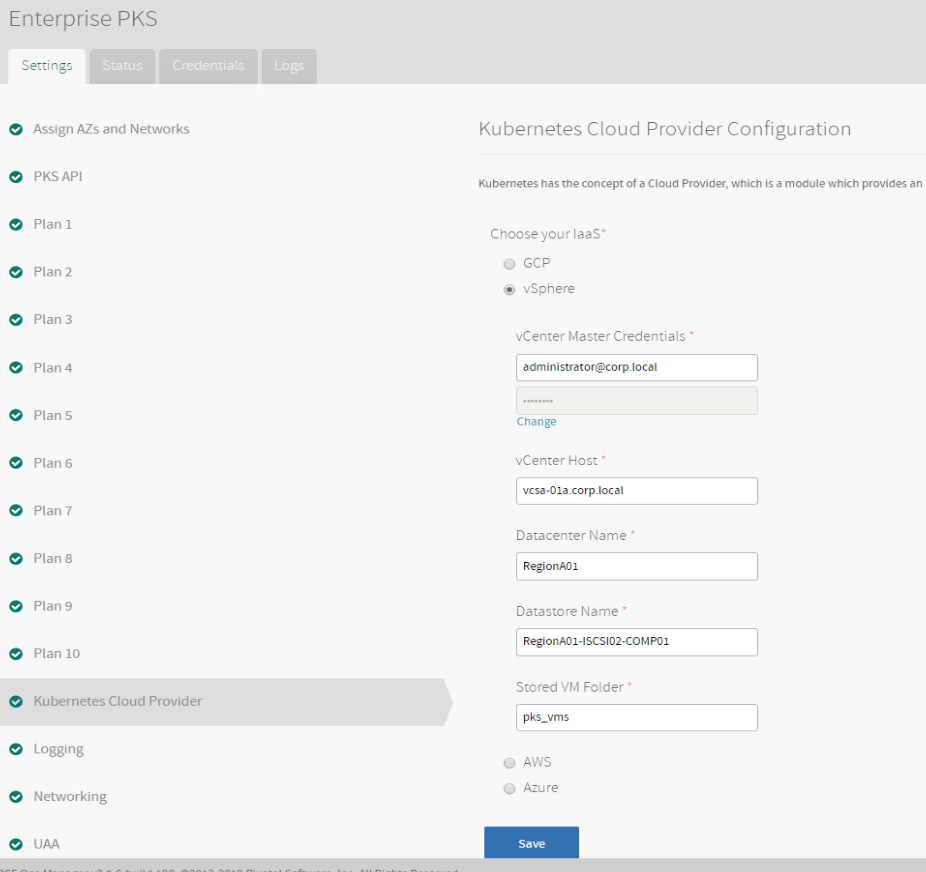 Enterprise PKS
Settings
Status
Credentials
Logs
Assign AZs and Networks
PKS API
Plan 1
Plan 2
Plan 3
Plan 4
Plan 5
Plan 6
Plan 7
Plan 8
Plan 9
Plan 10
Kubernetes Cloud Provider
Logging
Networking
UAA
Kubernetes Cloud Provider Configuration
Kubernetes has the concept of a Cloud Provider, which is a module which provides an
Choose your IaaS*
GCP
vSphere
vCenter Master Credentials *
administrator@corp.local
••••••••
Change
vCenter Host *
vcsa-01a.corp.local
Datacenter Name *
RegionA01
Datastore Name *
RegionA01-ISCSI02-COMP01
Stored VM Folder *
pks_vms
AWS
Azure
Save